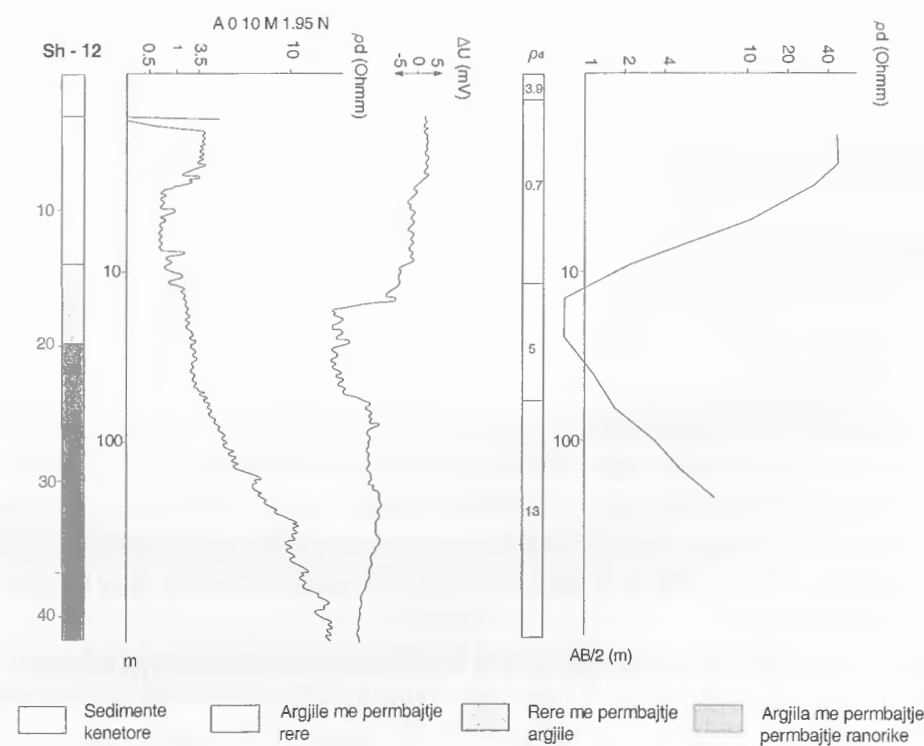 A 0 10 M 1.95 N
Sh - 12
0.5
1
3.5
10
ρd (Ohmm)
-5
0
5
ΔU (mV)
ρd
1
2
4
10
20
40
ρd (Ohmm)
3.9
0.7
5
13
10
20
30
40
10
100
m
10
100
AB/2 (m)
Sedimente
kenetore
Argjile me permbajtje
rere
Rere me permbajtje
argjile
Argjila me permbajtje
permbajtje ranorike